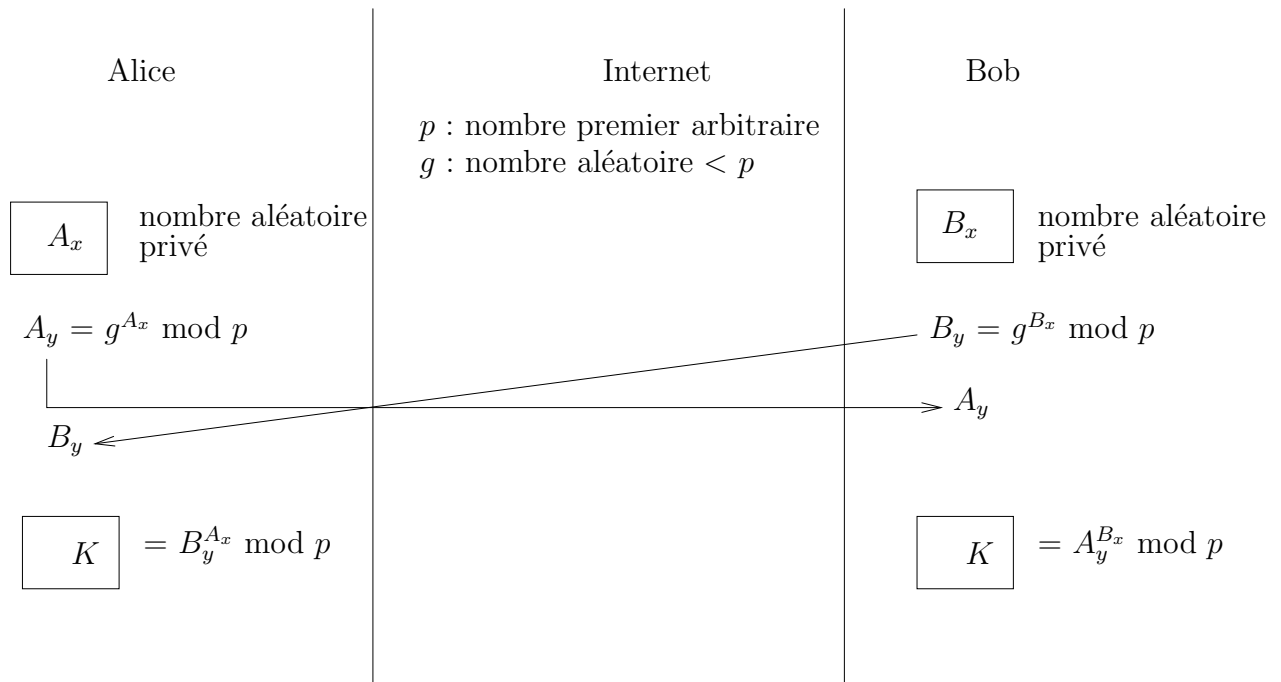 Alice
Internet
Bob
p : nombre premier arbitraire
g : nombre aléatoire < p
A_x
nombre aléatoire
privé
B_x
nombre aléatoire
privé
A_y = g^{A_x} mod p
B_y = g^{B_x} mod p
A_y
B_y
K
= B_y^{A_x} mod p
K
= A_y^{B_x} mod p